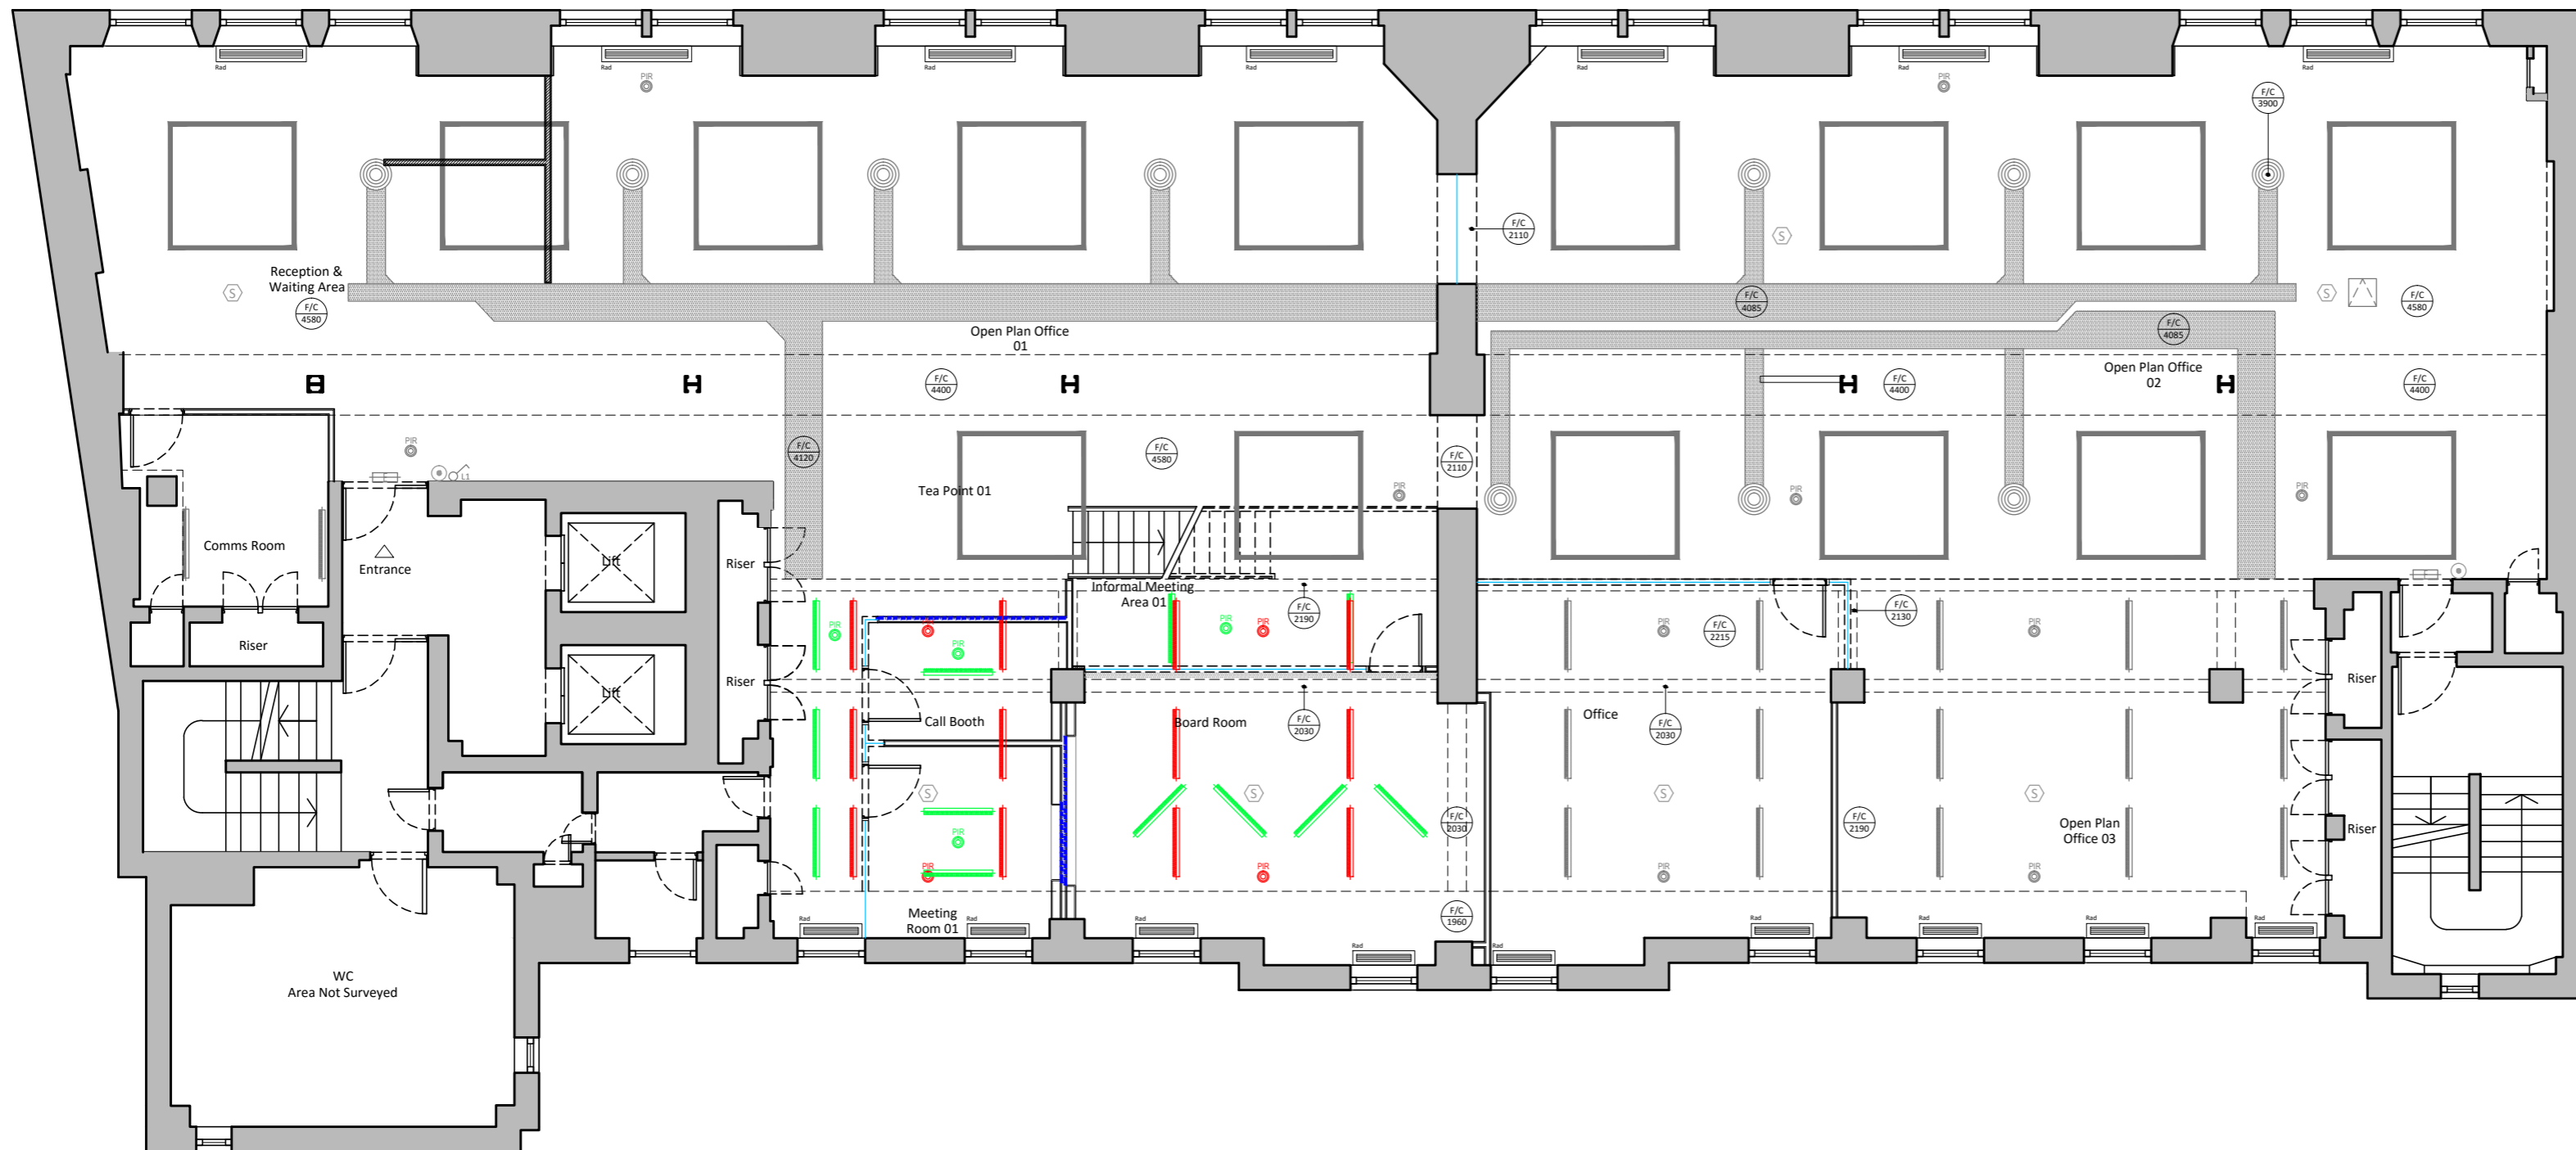 Rad
Rad
Rad
Rad
Rad
Rad
Rad
PIR
PIR
F/C
3900
F/C
2110
S
Reception &
Waiting Area
S
S
F/C
4580
F/C
4085
F/C
4580
Open Plan Office
01
F/C
4085
F/C
4400
Open Plan Office
02
F/C
4400
F/C
4400
PIR
F/C
4120
F/C
4580
F/C
2110
L1
Tea Point 01
PIR
PIR
PIR
Comms Room
Entrance
Lift
Riser
Informal Meeting
Area 01
F/C
2190
F/C
2130
PIR
PIR
PIR
PIR
PIR
PIR
F/C
2215
PIR
Riser
Lift
Riser
Riser
Call Booth
Board Room
F/C
2030
Office
F/C
2030
S
S
S
S
F/C
2030
F/C
2190
Open Plan
Office 03
Riser
PIR
PIR
PIR
PIR
PIR
Meeting
Room 01
F/C
1960
Rad
Rad
Rad
Rad
Rad
Rad
Rad
Rad
Rad
WC
Area Not Surveyed